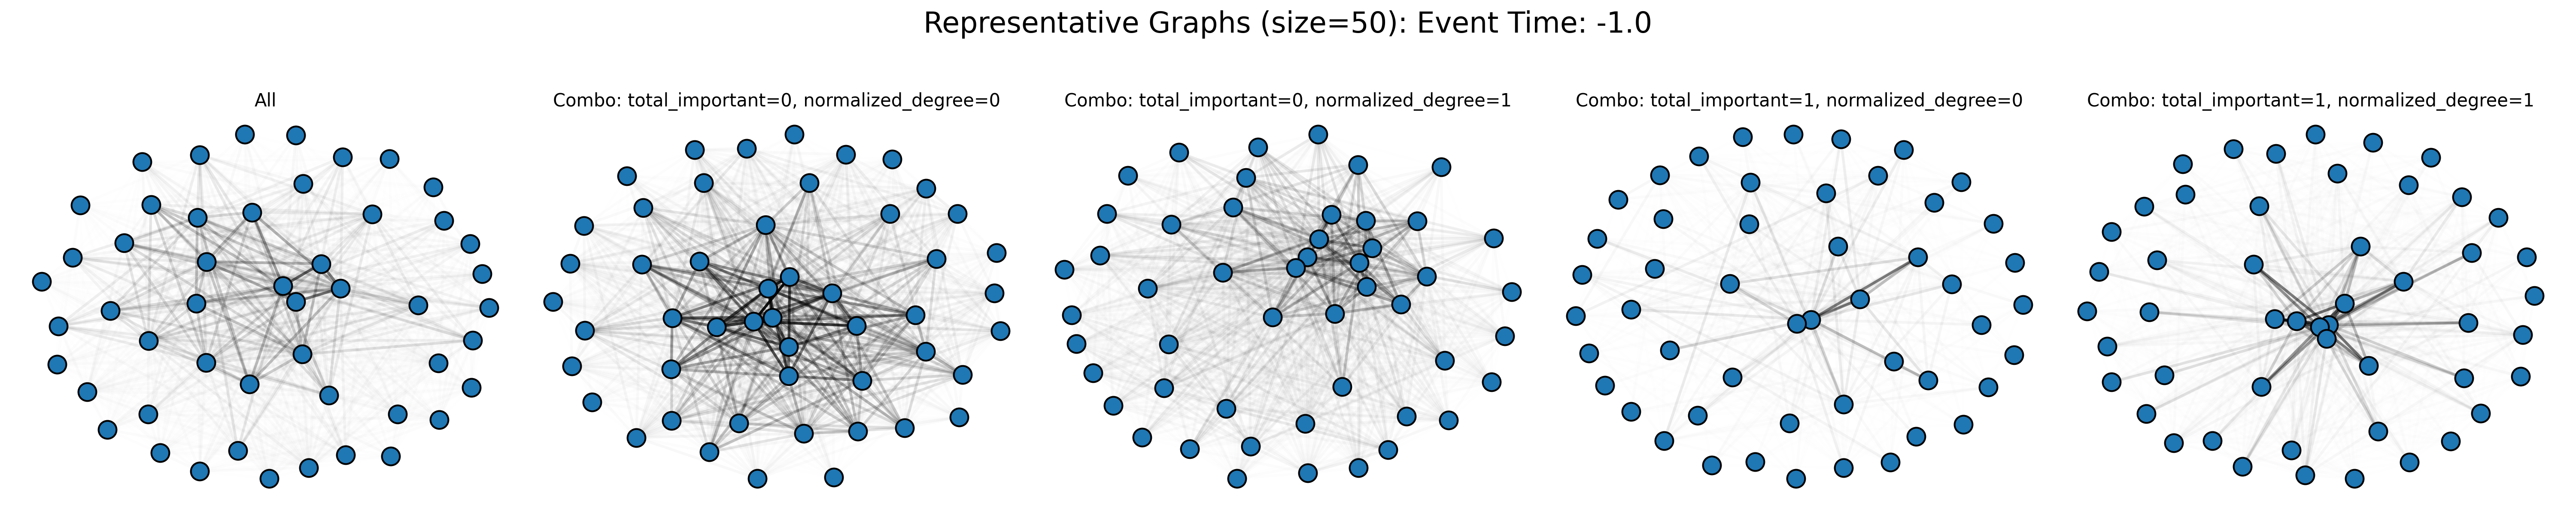 Representative Graphs (size=50): Event Time: -1.0
All
Combo: total_important=0, normalized_degree=0
Combo: total_important=0, normalized_degree=1
Combo: total_important=1, normalized_degree=0
Combo: total_important=1, normalized_degree=1